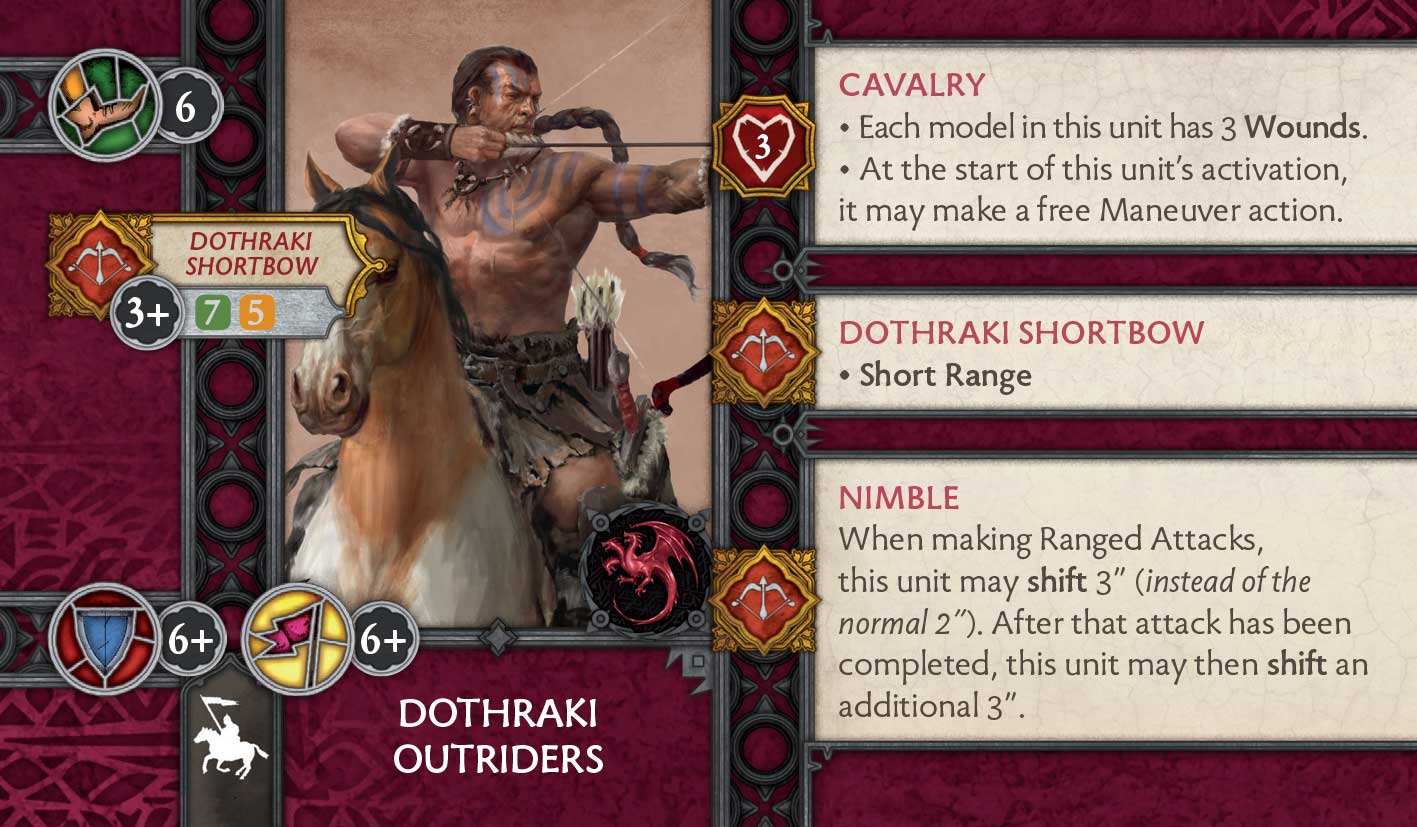 6
DOTHRAKI
SHORTBOW
3+ 7 5
6+ 6+
DOTHRAKI
OUTRIDERS
3
CAVALRY
• Each model in this unit has 3 Wounds.
• At the start of this unit's activation,
it may make a free Maneuver action.
DOTHRAKI SHORTBOW
• Short Range
NIMBLE
When making Ranged Attacks,
this unit may shift 3” (instead of the
normal 2”). After that attack has been
completed, this unit may then shift an
additional 3”.